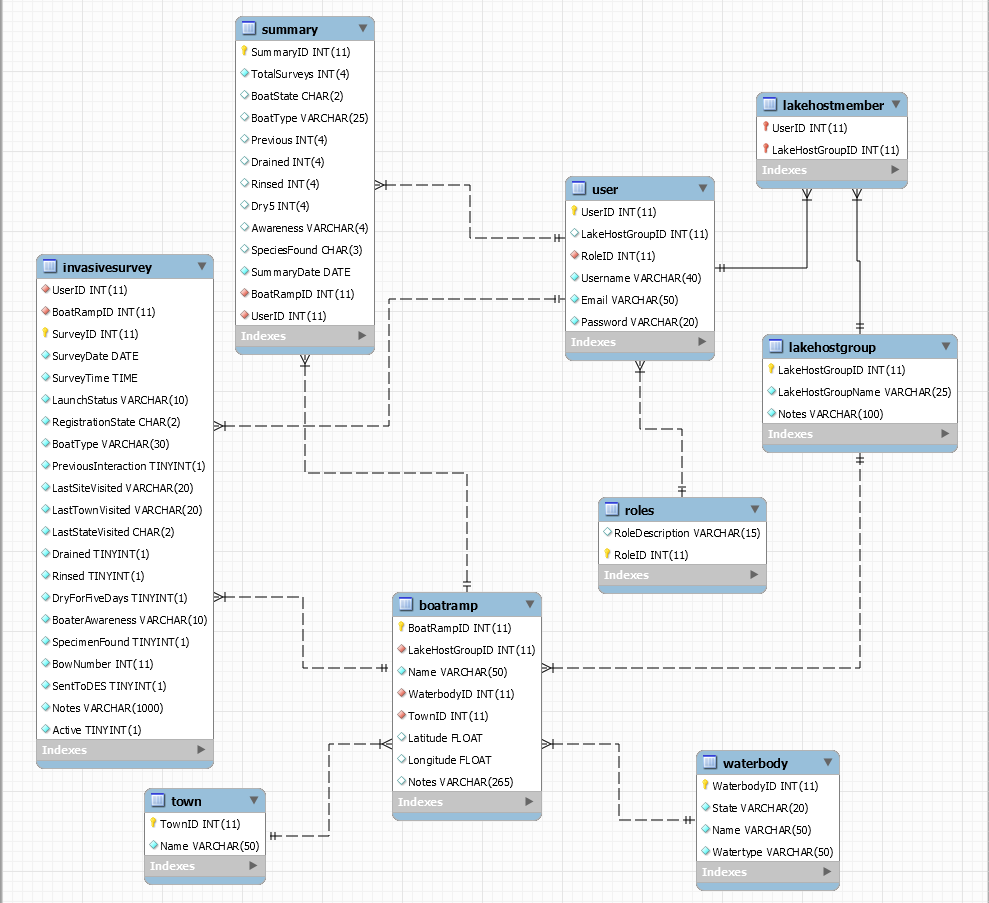 summary
SummaryID INT(11)
TotalSurveys INT(4)
BoatState CHAR(2)
BoatType VARCHAR(25)
Previous INT(4)
Drained INT(4)
Rinsed INT(4)
Dry5 INT(4)
Awareness VARCHAR(4)
SpeciesFound CHAR(3)
SummaryDate DATE
BoatRampID INT(11)
UserID INT(11)
Indexes
lakehostmember
UserID INT(11)
LakeHostGroupID INT(11)
Indexes
user
UserID INT(11)
LakeHostGroupID INT(11)
RoleID INT(11)
Username VARCHAR(40)
Email VARCHAR(50)
Password VARCHAR(20)
Indexes
invasivesurvey
UserID INT(11)
BoatRampID INT(11)
SurveyID INT(11)
SurveyDate DATE
SurveyTime TIME
LaunchStatus VARCHAR(10)
RegistrationState CHAR(2)
BoatType VARCHAR(30)
PreviousInteraction TINYINT(1)
LastSiteVisited VARCHAR(20)
LastTownVisited VARCHAR(20)
LastStateVisited CHAR(2)
Drained TINYINT(1)
Rinsed TINYINT(1)
DryForFiveDays TINYINT(1)
BoaterAwareness VARCHAR(10)
SpecimenFound TINYINT(1)
BowNumber INT(11)
SentToDES TINYINT(1)
Notes VARCHAR(1000)
Active TINYINT(1)
Indexes
lakehostgroup
LakeHostGroupID INT(11)
LakeHostGroupName VARCHAR(25)
Notes VARCHAR(100)
Indexes
roles
RoleDescription VARCHAR(15)
RoleID INT(11)
Indexes
boatramp
BoatRampID INT(11)
LakeHostGroupID INT(11)
Name VARCHAR(50)
WaterbodyID INT(11)
TownID INT(11)
Latitude FLOAT
Longitude FLOAT
Notes VARCHAR(265)
Indexes
town
TownID INT(11)
Name VARCHAR(50)
Indexes
waterbody
WaterbodyID INT(11)
State VARCHAR(20)
Name VARCHAR(50)
Watertype VARCHAR(50)
Indexes